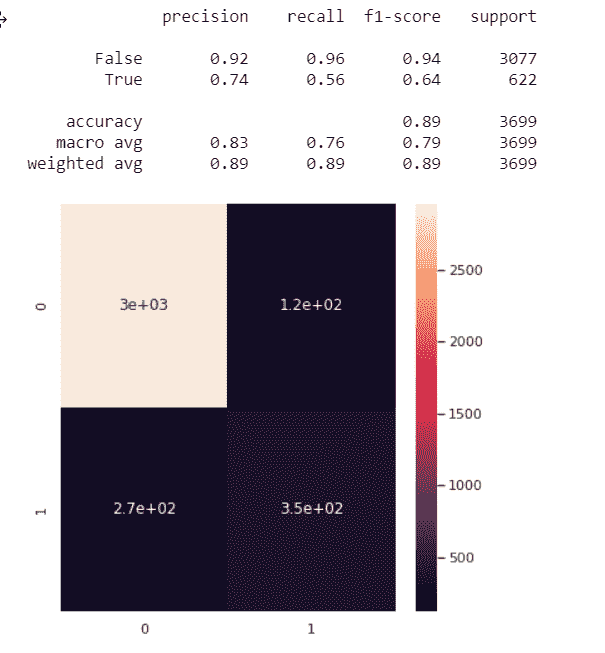 precision recall f1-score support
False 0.92 0.96 0.94 3077
True 0.74 0.56 0.64 622
accuracy 0.89 3699
macro avg 0.83 0.76 0.79 3699
weighted avg 0.89 0.89 0.89 3699
2500
0 3e+03 1.2e+02
2000
1500
1000
1 2.7e+02 3.5e+02
500
0 1